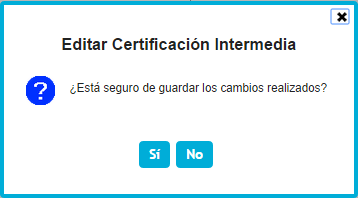 Editar Certificación Intermedia
¿Está seguro de guardar los cambios realizados?
Sí No